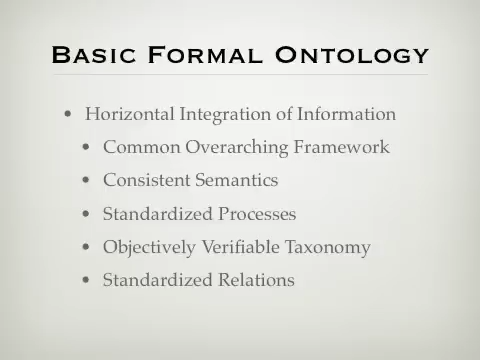 Basic Formal Ontology
• Horizontal Integration of Information
• Common Overarching Framework
• Consistent Semantics
• Standardized Processes
• Objectively Verifiable Taxonomy
• Standardized Relations